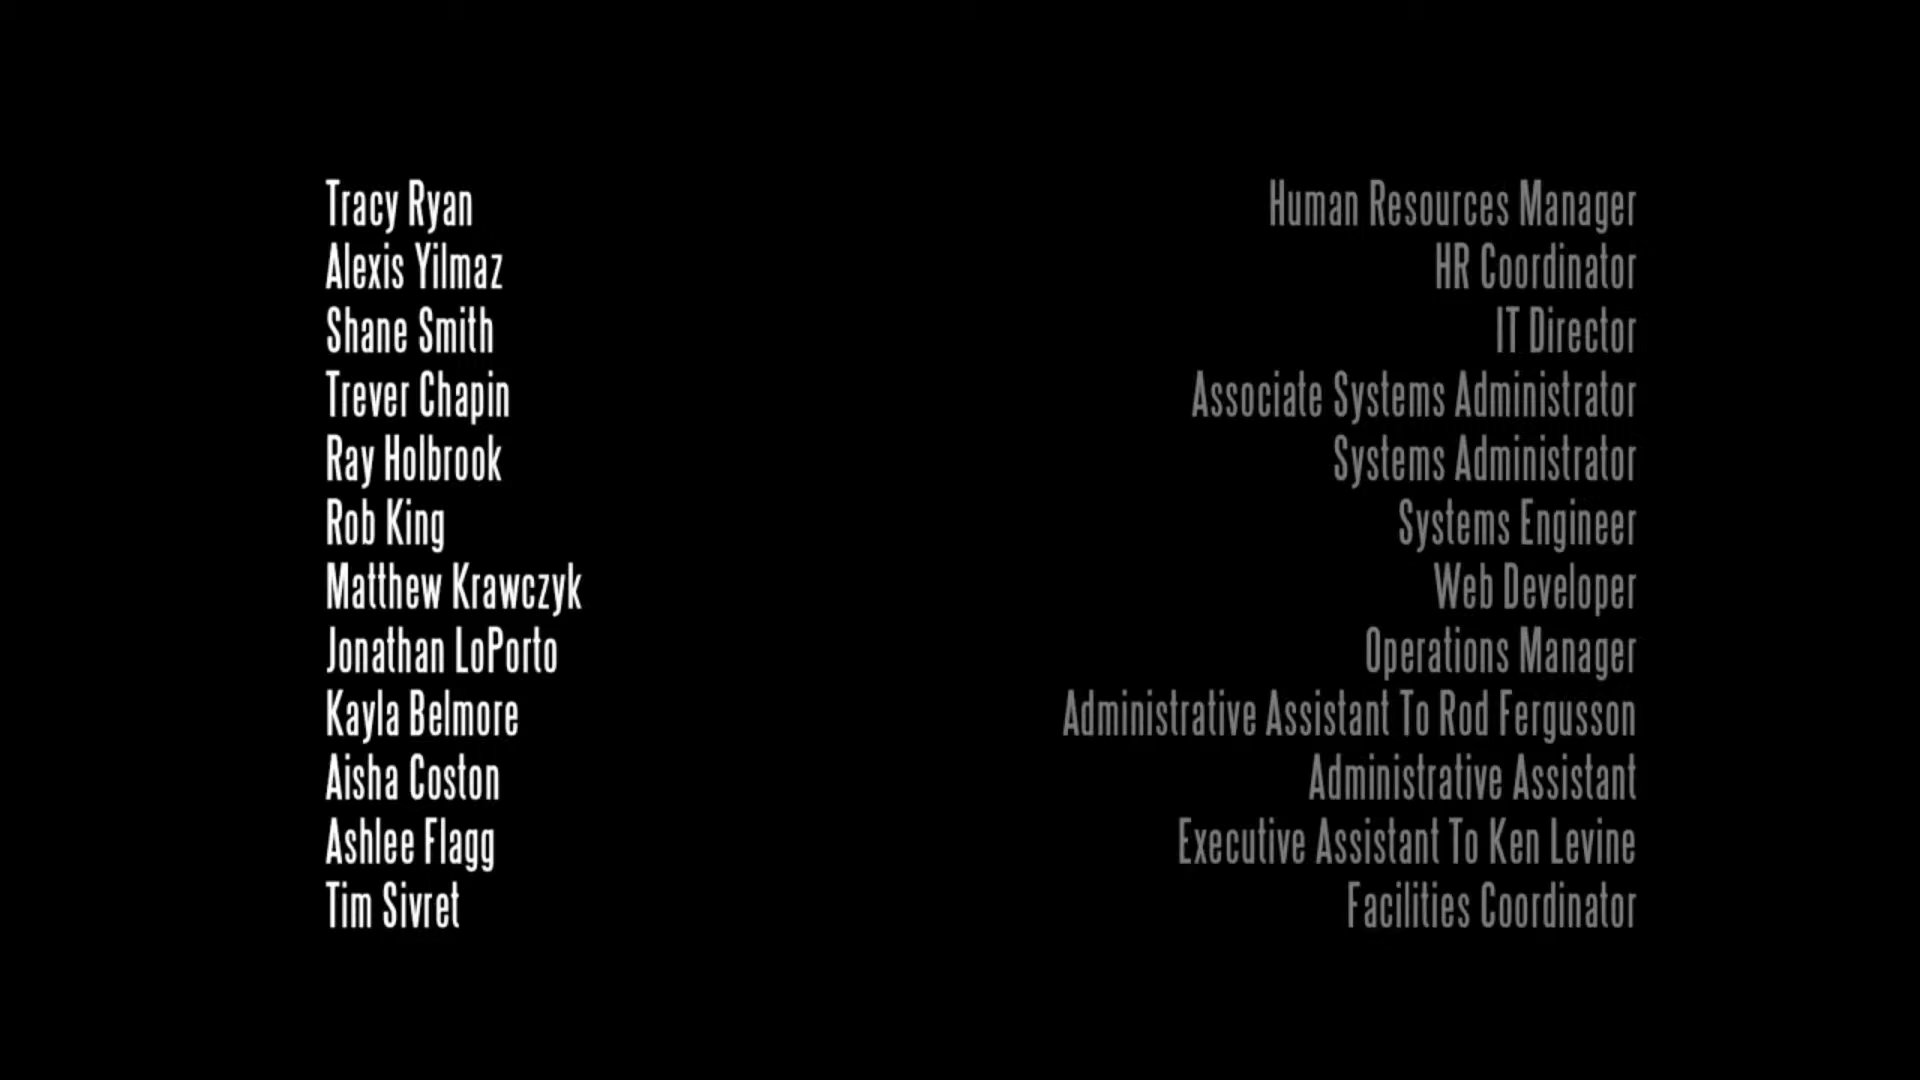 Tracy Ryan Human Resources Manager
Alexis Yilmaz HR Coordinator
Shane Smith IT Director
Trever Chapin Associate Systems Administrator
Ray Holbrook Systems Administrator
Rob King Systems Engineer
Matthew Krawczyk Web Developer
Jonathan LoPorto Operations Manager
Kayla Belmore Administrative Assistant To Rod Fergusson
Aisha Coston Administrative Assistant
Ashlee Flagg Executive Assistant To Ken Levine
Tim Sivret Facilities Coordinator